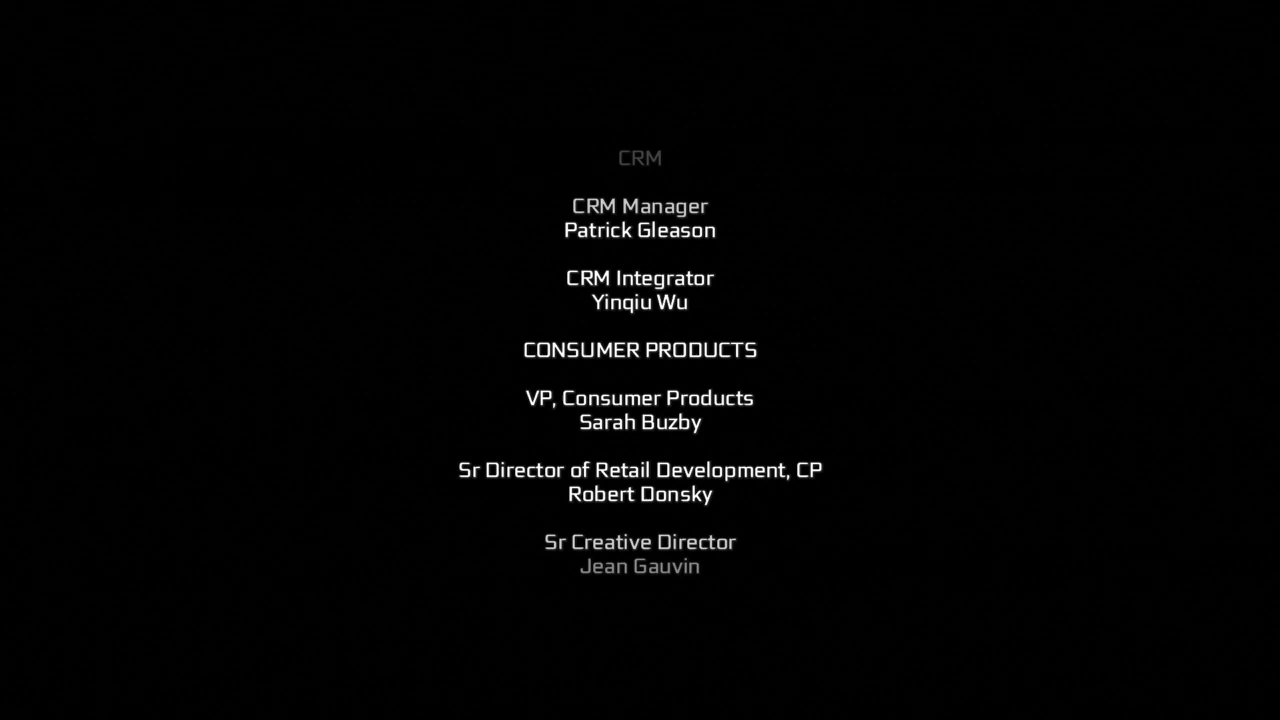 CRM
CRM Manager
Patrick Gleason
CRM Integrator
Yinqiu Wu
CONSUMER PRODUCTS
VP, Consumer Products
Sarah Buzby
Sr Director of Retail Development, CP
Robert Donsky
Sr Creative Director
Jean Gauvin